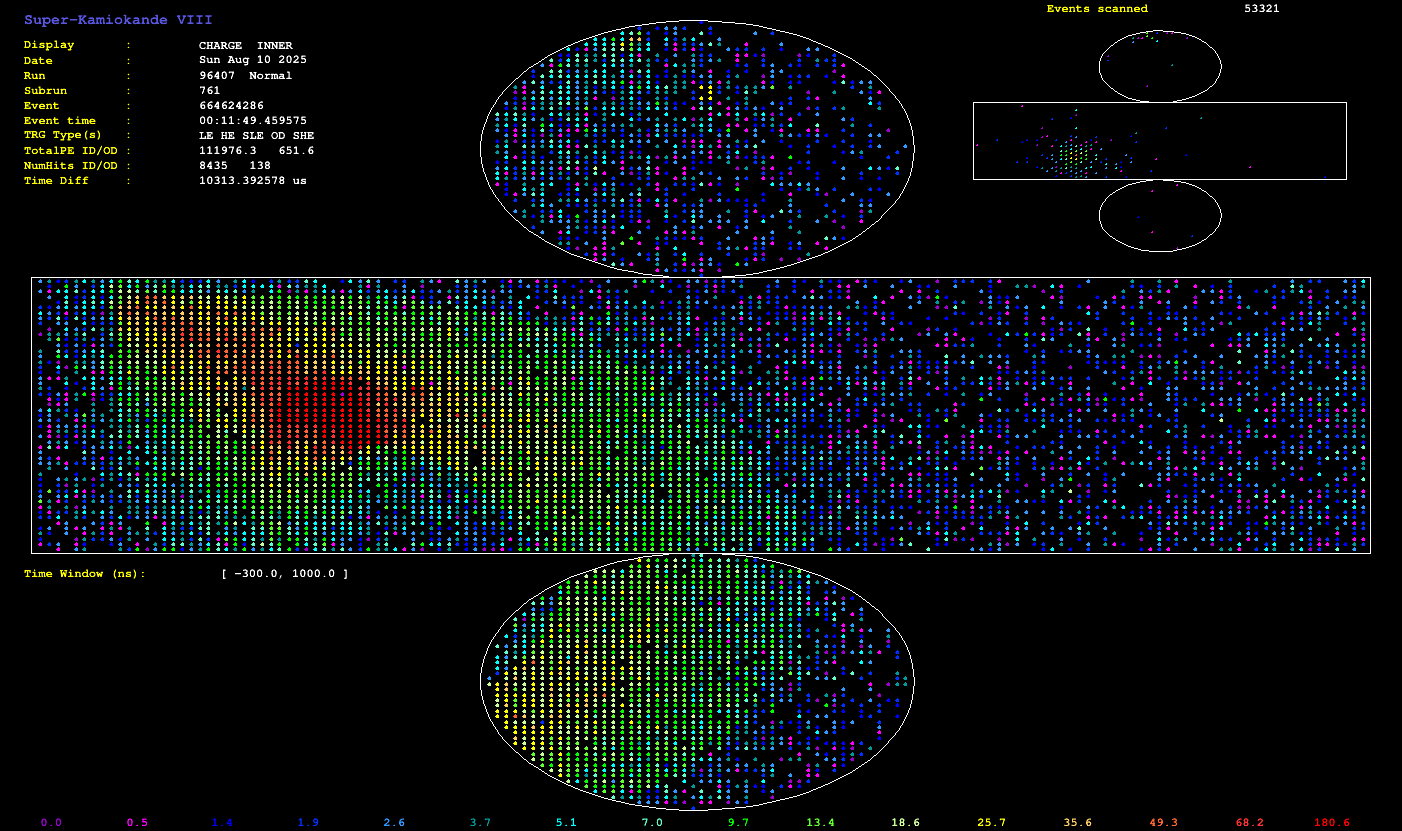 Super-Kamiokande VIII
Display : CHARGE INNER
Date : Sun Aug 10 2025
Run : 96407 Normal
Subrun : 761
Event : 664624286
Event time : 00:11:49.459575
TRG Type(s) : LE HE SLE OD SHE
TotalPE ID/OD : 111976.3 651.6
NumHits ID/OD : 8435 138
Time Diff : 10313.392578 us
Events scanned 53321
Time Window (ns): [ -300.0, 1000.0 ]
0.0 0.5 1.4 1.9 2.6 3.7 5.1 7.0 9.7 13.4 18.6 25.7 35.6 49.3 68.2 180.6